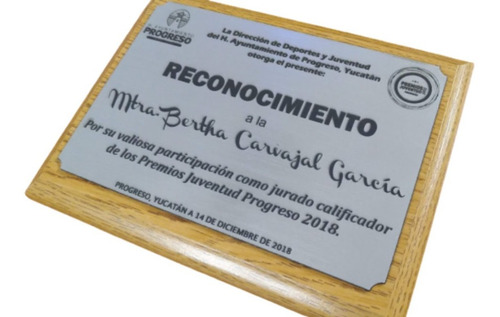 AYUNTAMIENTO
PROGRESO
La Dirección de Deportes y Juventud
del H. Ayuntamiento de Progreso, Yucatán
otorga el presente:
RECONOCIMIENTO
a la
Mtra. Bertha Carvajal García
Por su valiosa participación como jurado calificador
de los Premios Juventud Progreso 2018.
PROGRESO, YUCATÁN A 14 DE DICIEMBRE DE 2018